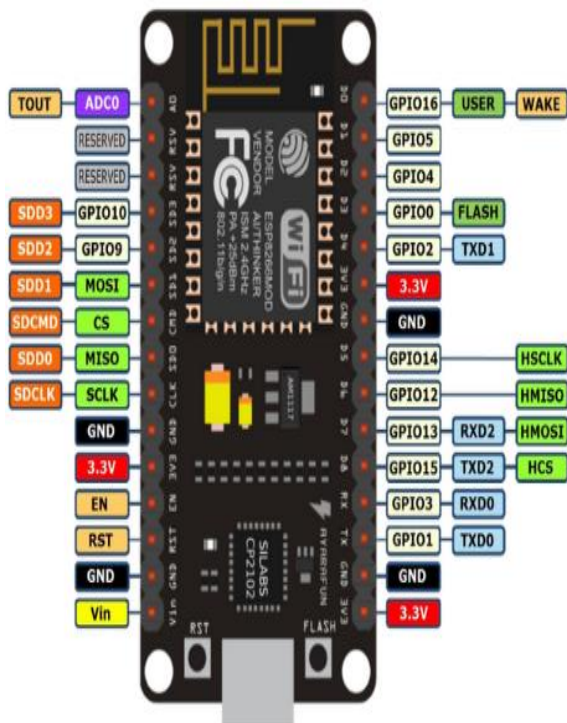 TOUT ADC0 A0 D0 GPIO16 USER WAKE
RESERVED RSV D1 GPIO5
RESERVED RSV D2 GPIO4
SDD3 GPIO10 SD3 D3 GPIO0 FLASH
SDD2 GPIO9 SD2 D4 GPIO2 TXD1
SDD1 MOSI SD1 3V3 3.3V
SDCMD CS CMD GND GND
SDD0 MISO SD0 D5 GPIO14 HSCLK
SDCLK SCLK CLK D6 GPIO12 HMISO
GND GND D7 GPIO13 RXD2 HMOSI
3.3V 3V3 D8 GPIO15 TXD2 HCS
EN EN RX GPIO3 RXD0
RST RST TX GPIO1 TXD0
GND GND GND GND
Vin Vin 3V3 3.3V
MODEL ESP8266MOD
VENDOR AI/THINKER
ISM 2.4GHz
PA +25dBm
802.11b/g/n
FC
Wi Fi
AM1117
SILABS
CP2102
AYARAFUN
RST
FLASH